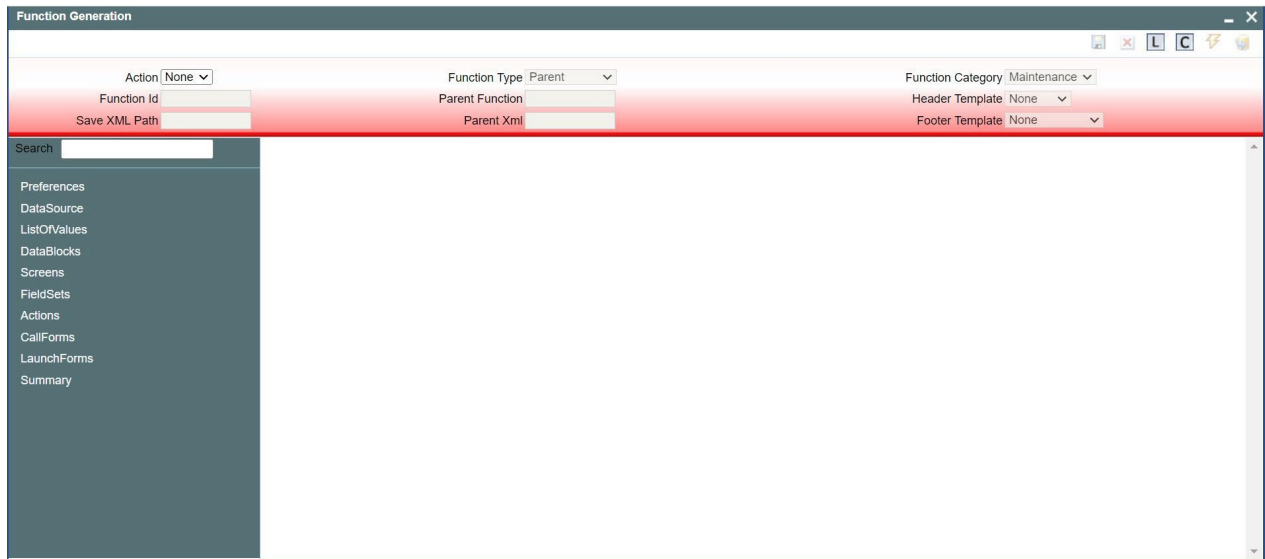 Function Generation
L C
Action None Function Type Parent Function Category Maintenance
Function Id Parent Function Header Template None
Save XML Path Parent Xml Footer Template None
Search
Preferences
DataSource
ListOfValues
DataBlocks
Screens
FieldSets
Actions
CallForms
LaunchForms
Summary